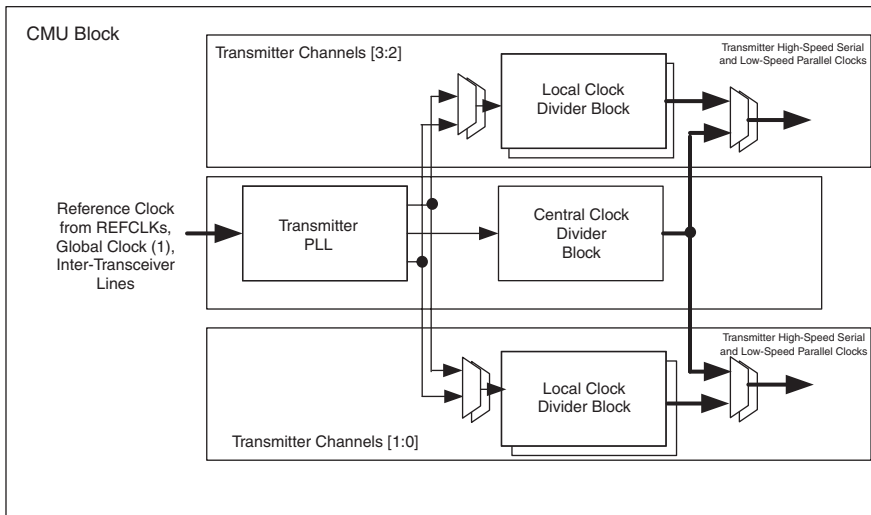 CMU Block
Transmitter Channels [3:2]
Transmitter High-Speed Serial
and Low-Speed Parallel Clocks
Local Clock
Divider Block
Reference Clock
from REFCLKs,
Global Clock (1),
Inter-Transceiver
Lines
Transmitter
PLL
Central Clock
Divider
Block
Transmitter High-Speed Serial
and Low-Speed Parallel Clocks
Local Clock
Divider Block
Transmitter Channels [1:0]